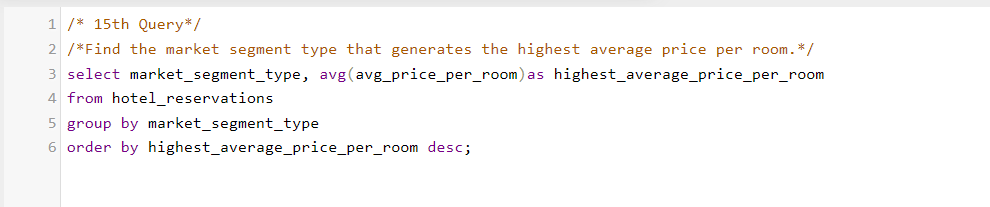 1 /* 15th Query*/
2 /*Find the market segment type that generates the highest average price per room.*/
3 select market_segment_type, avg(avg_price_per_room)as highest_average_price_per_room
4 from hotel_reservations
5 group by market_segment_type
6 order by highest_average_price_per_room desc;